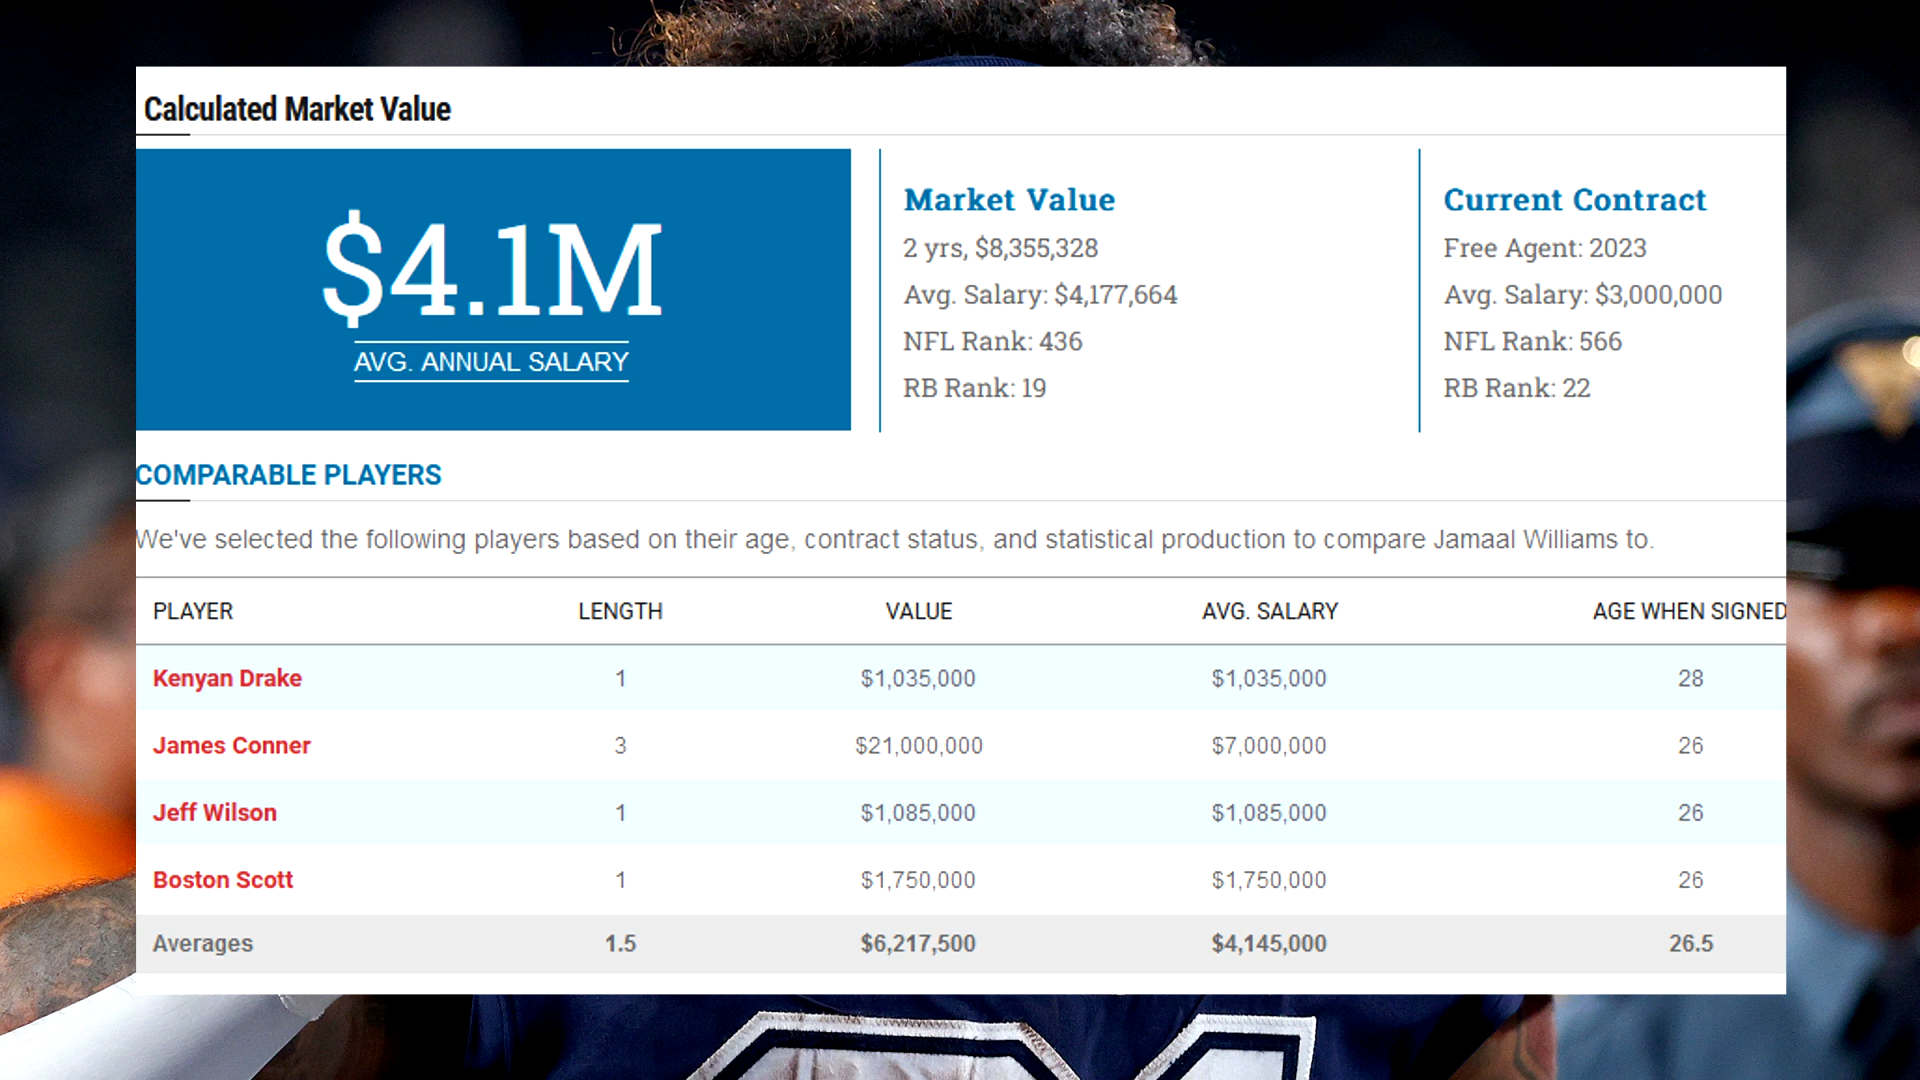 Calculated Market Value
$4.1M
AVG. ANNUAL SALARY
Market Value
2 yrs, $8,355,328
Avg. Salary: $4,177,664
NFL Rank: 436
RB Rank: 19
Current Contract
Free Agent: 2023
Avg. Salary: $3,000,000
NFL Rank: 566
RB Rank: 22
COMPARABLE PLAYERS
We've selected the following players based on their age, contract status, and statistical production to compare Jamaal Williams to.
PLAYER LENGTH VALUE AVG. SALARY AGE WHEN SIGNED
Kenyan Drake 1 $1,035,000 $1,035,000 28
James Conner 3 $21,000,000 $7,000,000 26
Jeff Wilson 1 $1,085,000 $1,085,000 26
Boston Scott 1 $1,750,000 $1,750,000 26
Averages 1.5 $6,217,500 $4,145,000 26.5